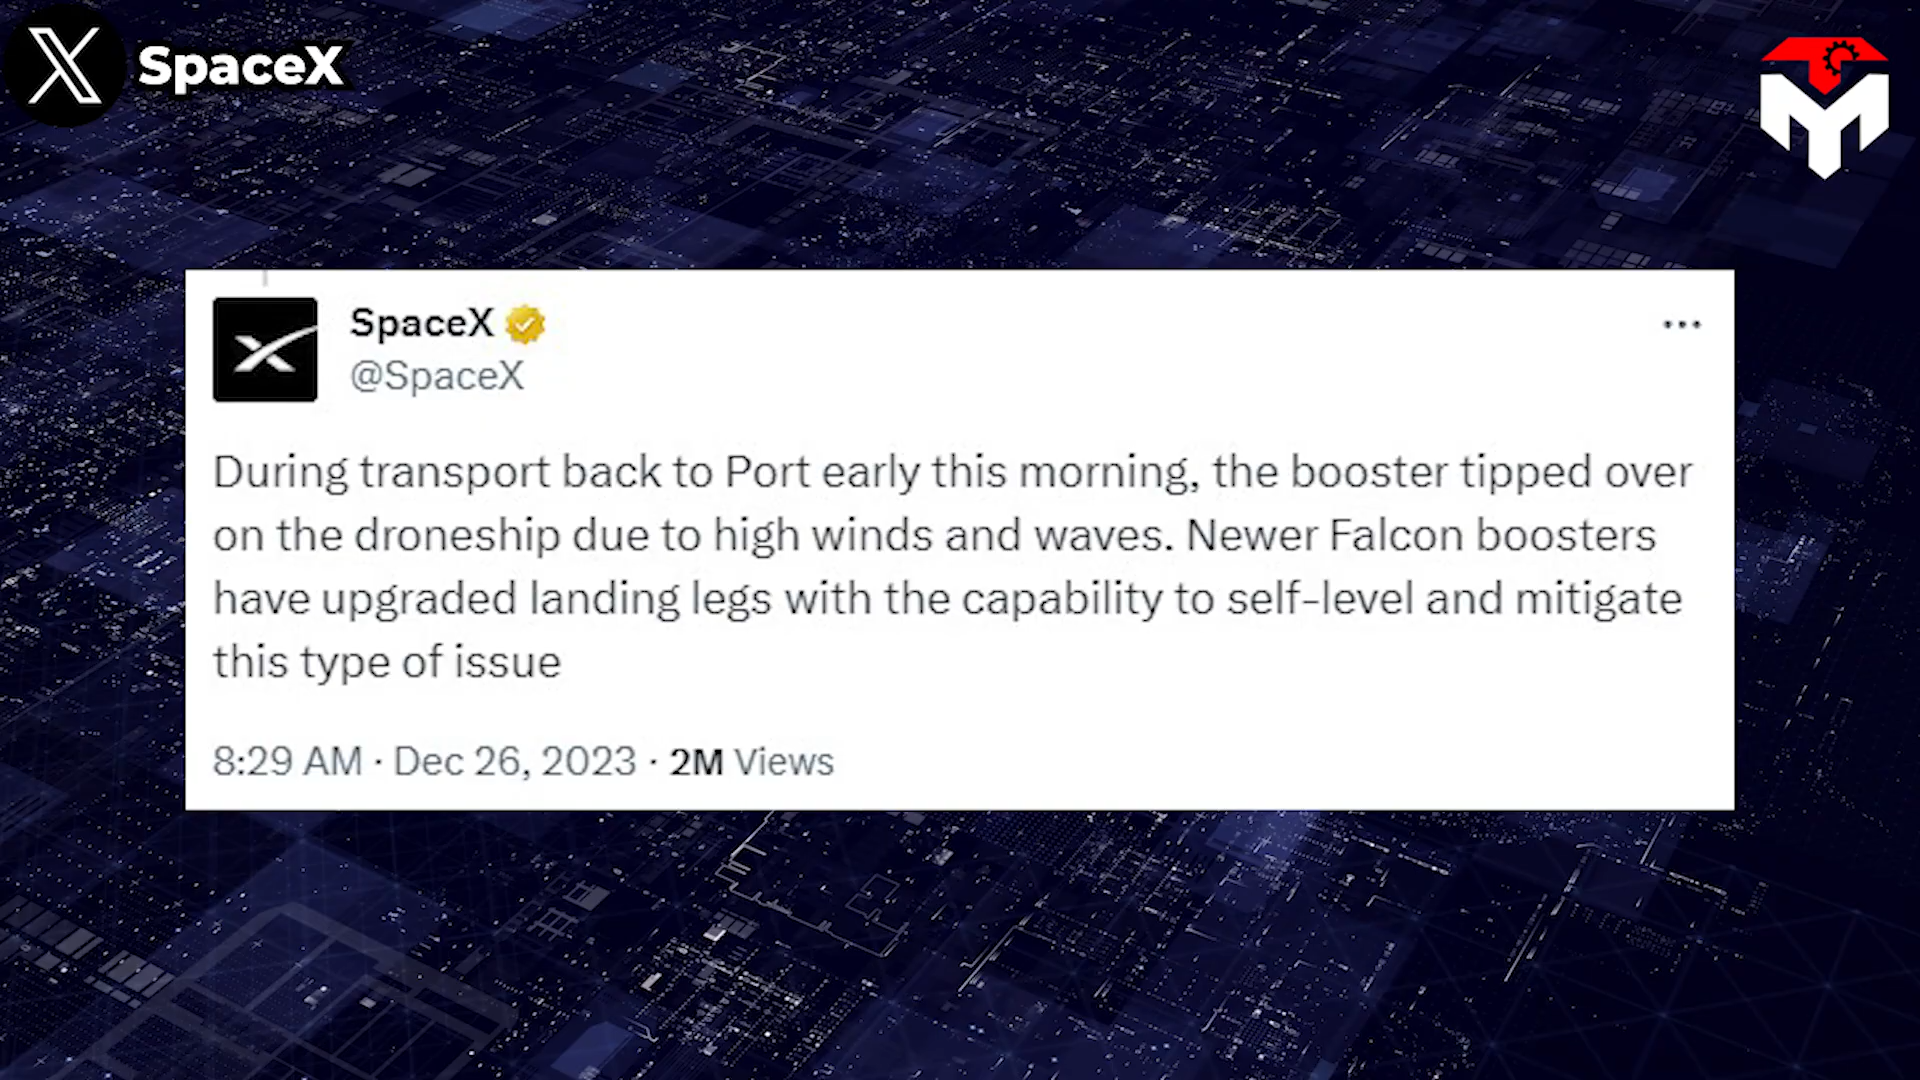 SpaceX
SpaceX
@SpaceX
During transport back to Port early this morning, the booster tipped over
on the droneship due to high winds and waves. Newer Falcon boosters
have upgraded landing legs with the capability to self-level and mitigate
this type of issue
8:29 AM · Dec 26, 2023 · 2M Views